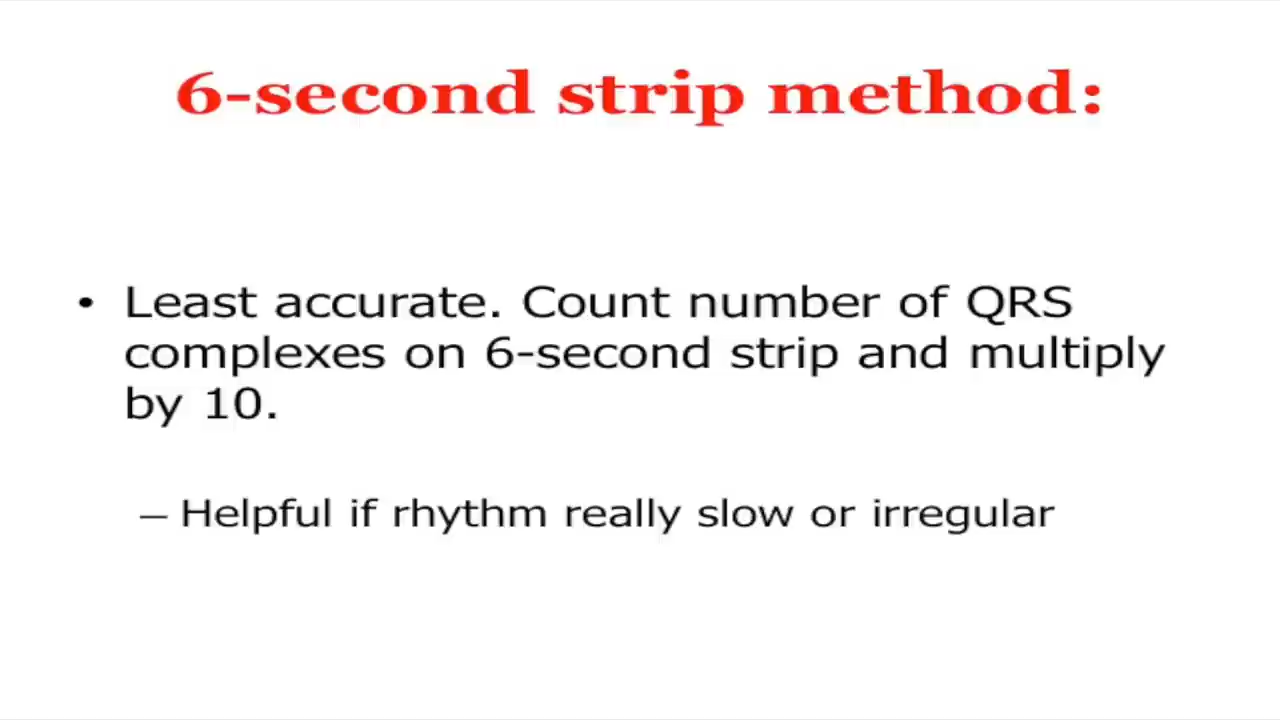 6-second strip method:
• Least accurate. Count number of QRS
complexes on 6-second strip and multiply
by 10.
– Helpful if rhythm really slow or irregular